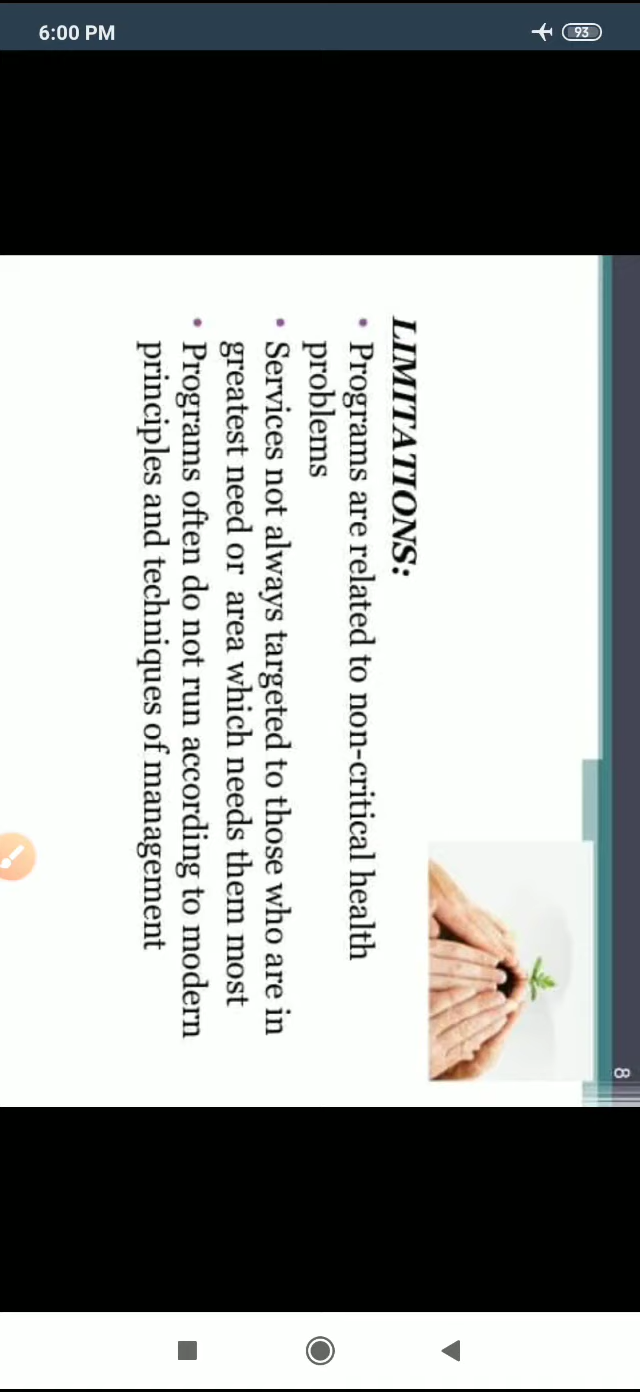 6:00 PM
93
8
LIMITATIONS:
• Programs are related to non-critical health
problems
• Services not always targeted to those who are in
greatest need or area which needs them most
• Programs often do not run according to modern
principles and techniques of management